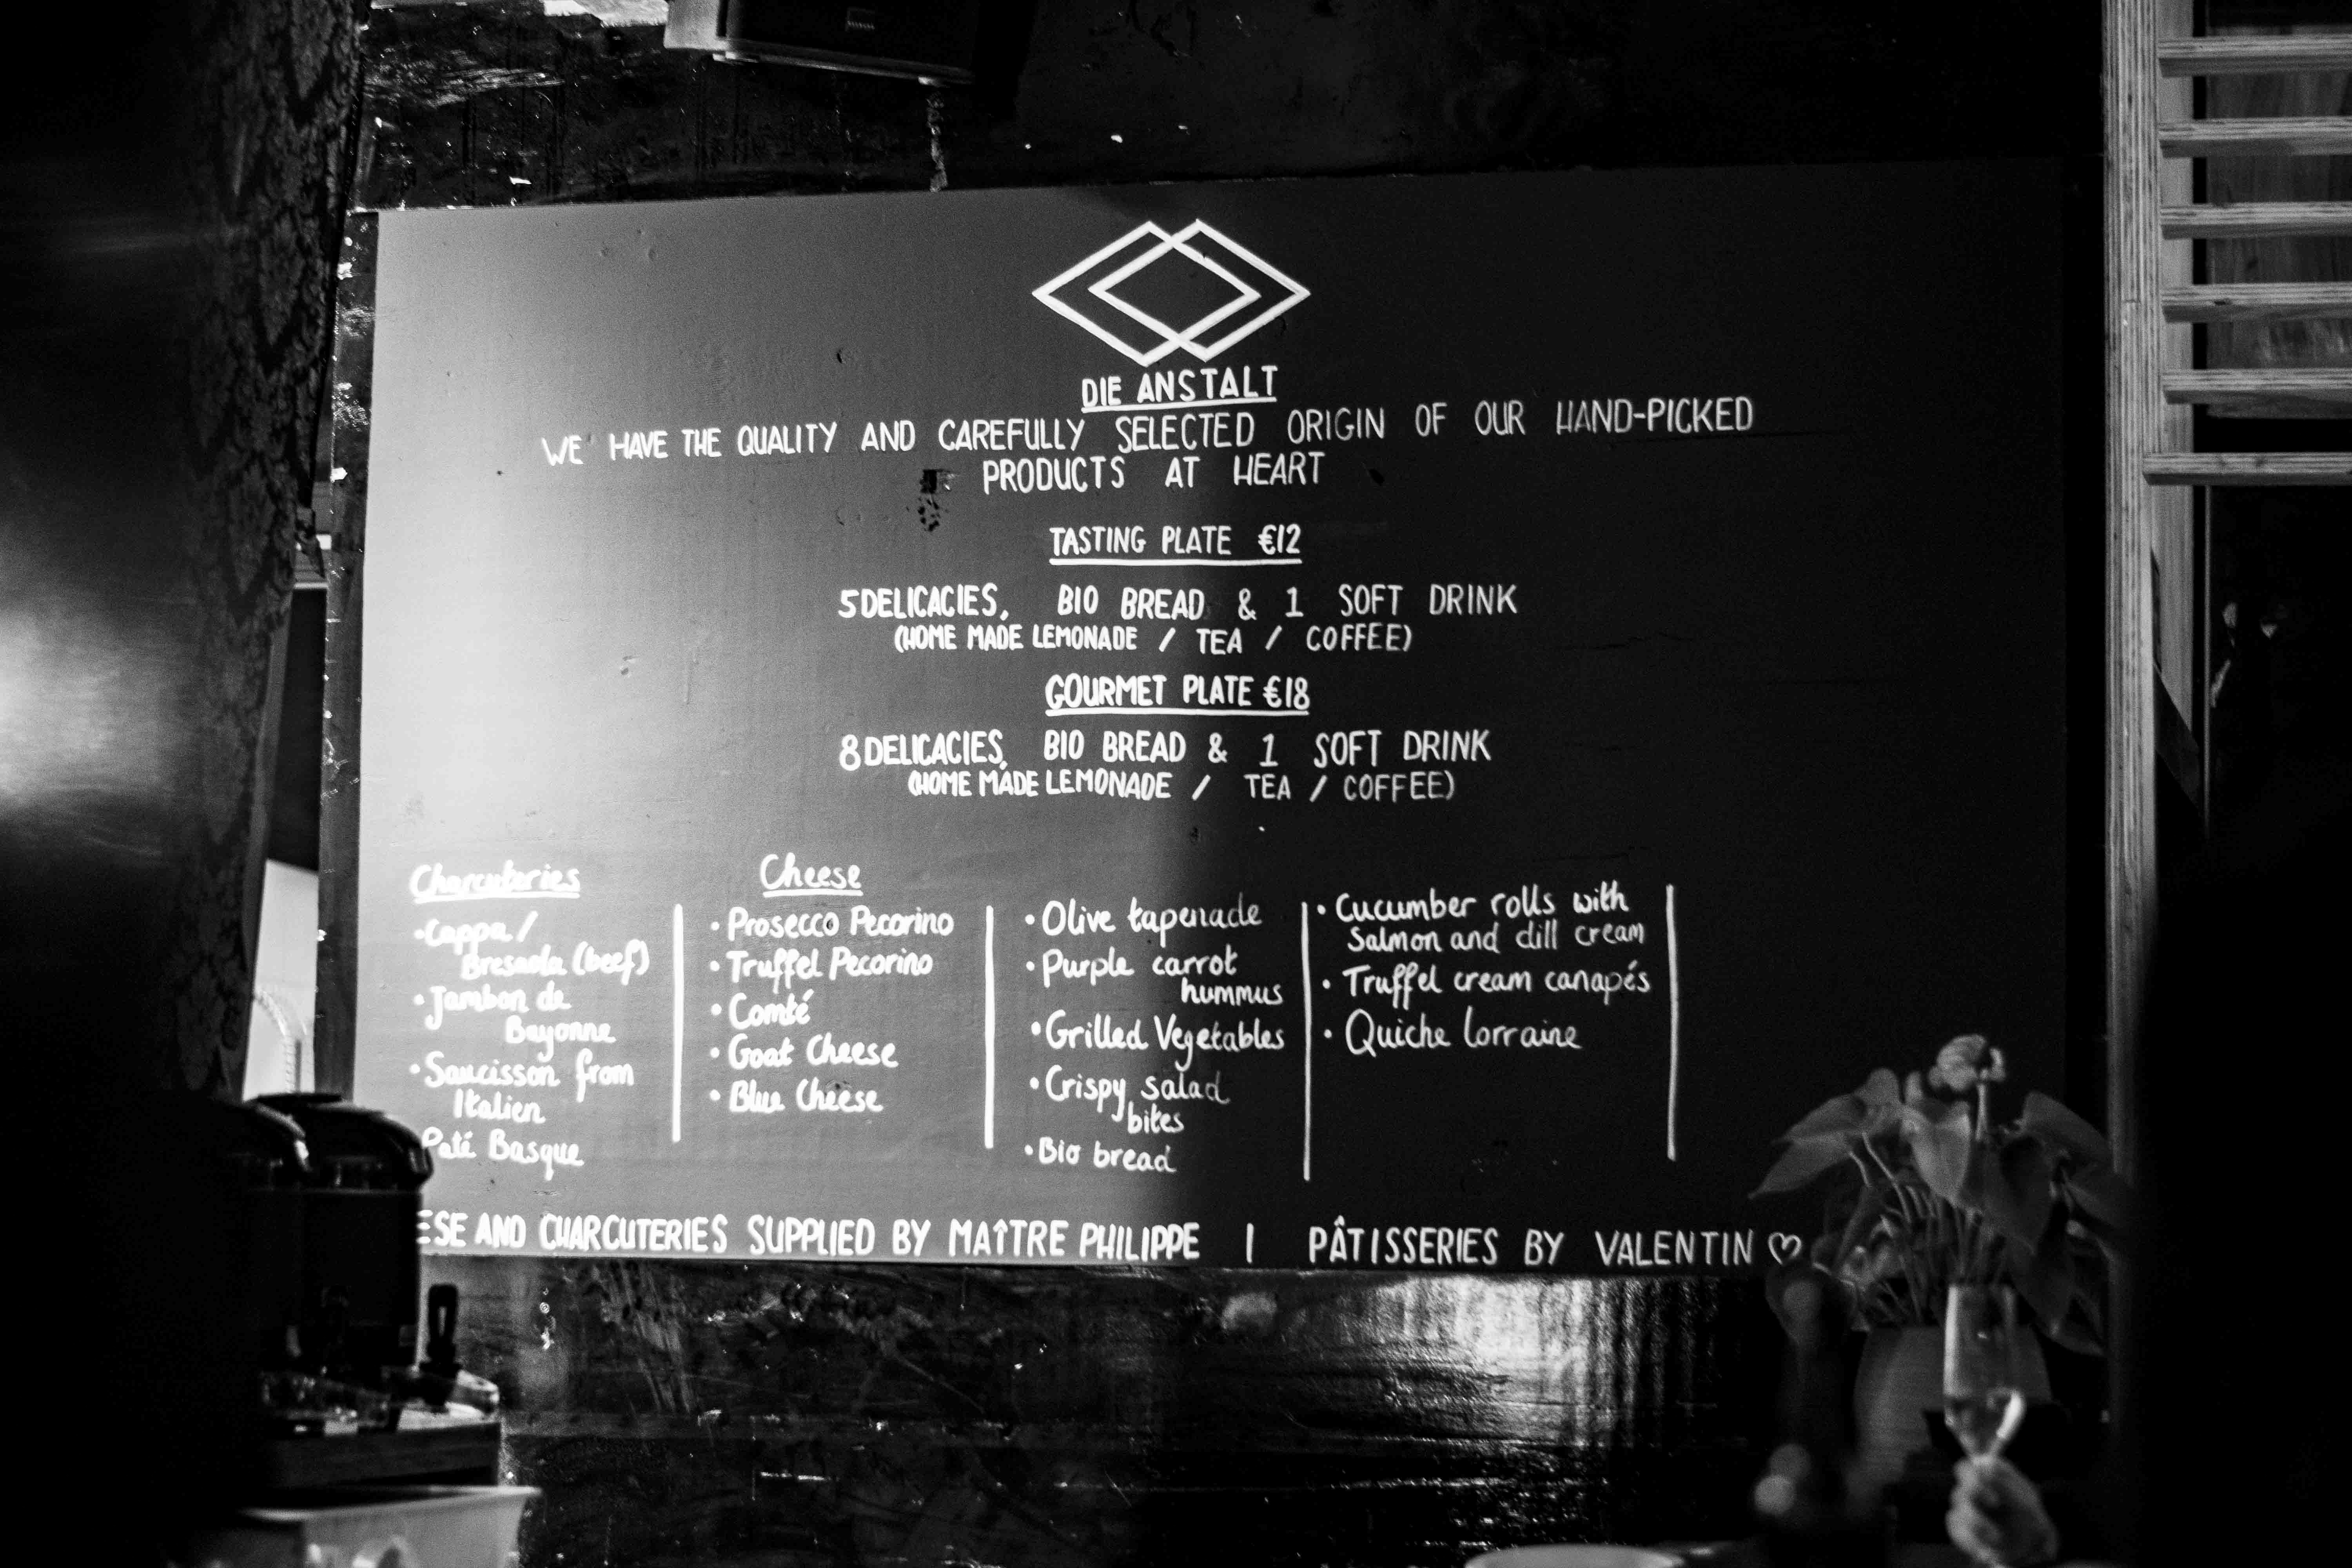 DIE ANSTALT
WE HAVE THE QUALITY AND CAREFULLY SELECTED ORIGIN OF OUR HAND-PICKED
PRODUCTS AT HEART
TASTING PLATE €12
5 DELICACIES, BIO BREAD & 1 SOFT DRINK
(HOME MADE LEMONADE / TEA / COFFEE)
GOURMET PLATE €18
8 DELICACIES, BIO BREAD & 1 SOFT DRINK
(HOME MADE LEMONADE / TEA / COFFEE)
Charcuteries
• Coppa /
Bresaola (beef)
• Jambon de
Bayonne
• Saucisson from
Italien
Paté Basque
Cheese
• Prosecco Pecorino
• Truffel Pecorino
• Comté
• Goat Cheese
• Blue Cheese
• Olive tapenade
• Purple carrot
hummus
• Grilled Vegetables
• Crispy salad
bites
• Bio bread
• Cucumber rolls with
Salmon and dill cream
• Truffel cream canapés
• Quiche lorraine
ESE AND CHARCUTERIES SUPPLIED BY MAÎTRE PHILIPPE | PÂTISSERIES BY VALENTIN ♡